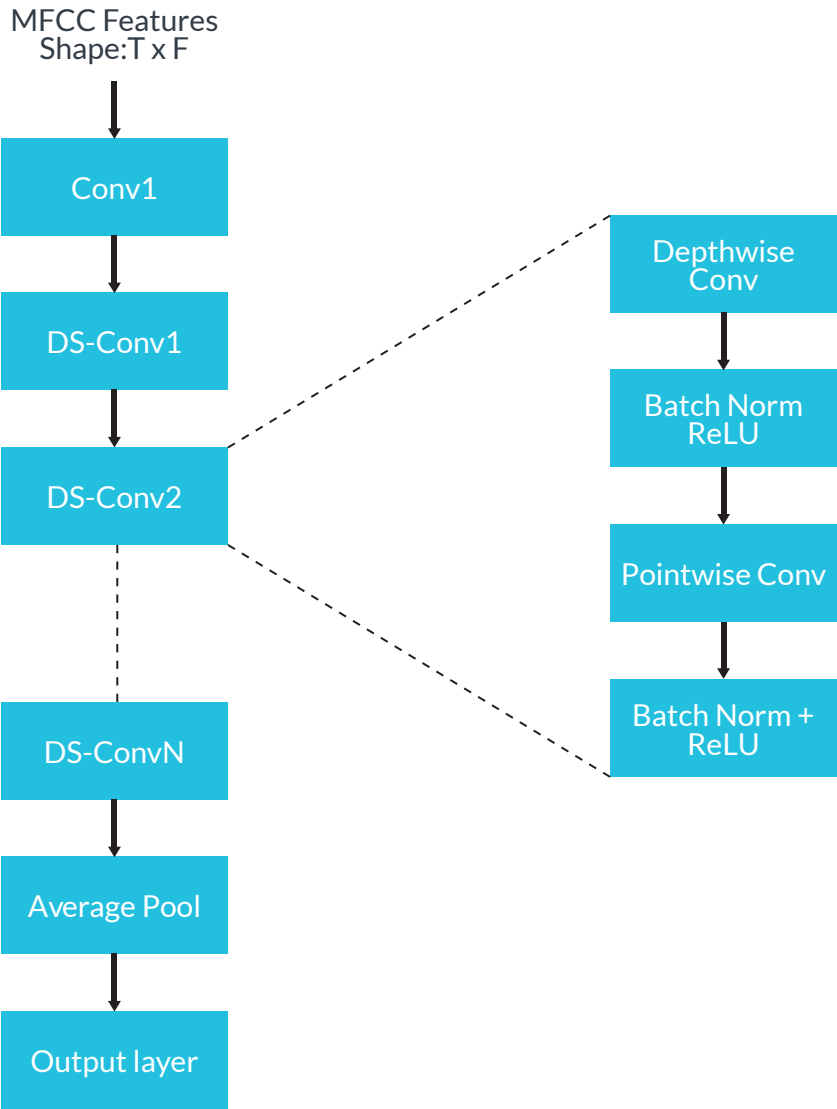 MFCC Features
Shape:T x F
Conv1
DS-Conv1
DS-Conv2
DS-ConvN
Average Pool
Output layer
Depthwise
Conv
Batch Norm
ReLU
Pointwise Conv
Batch Norm +
ReLU